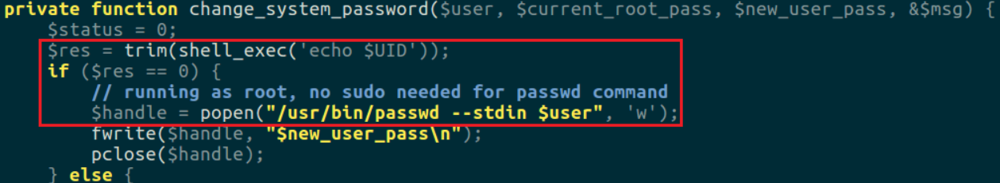 private function change_system_password($user, $current_root_pass, $new_user_pass, &$msg) {
    $status = 0;
    $res = trim(shell_exec('echo $UID'));
    if ($res == 0) {
        // running as root, no sudo needed for passwd command
        $handle = popen("/usr/bin/passwd --stdin $user", 'w');
        fwrite($handle, "$new_user_pass\n");
        pclose($handle);
    } else {